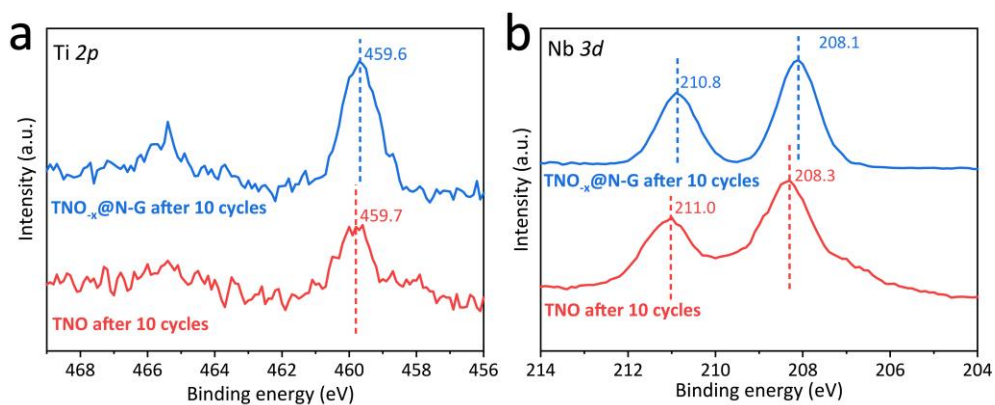 a
Ti 2p
459.6
TNO-x@N-G after 10 cycles
459.7
TNO after 10 cycles
Intensity (a.u.)
468 466 464 462 460 458 456
Binding energy (eV)
b
Nb 3d
208.1
210.8
TNO-x@N-G after 10 cycles
208.3
211.0
TNO after 10 cycles
Intensity (a.u.)
214 212 210 208 206 204
Binding energy (eV)